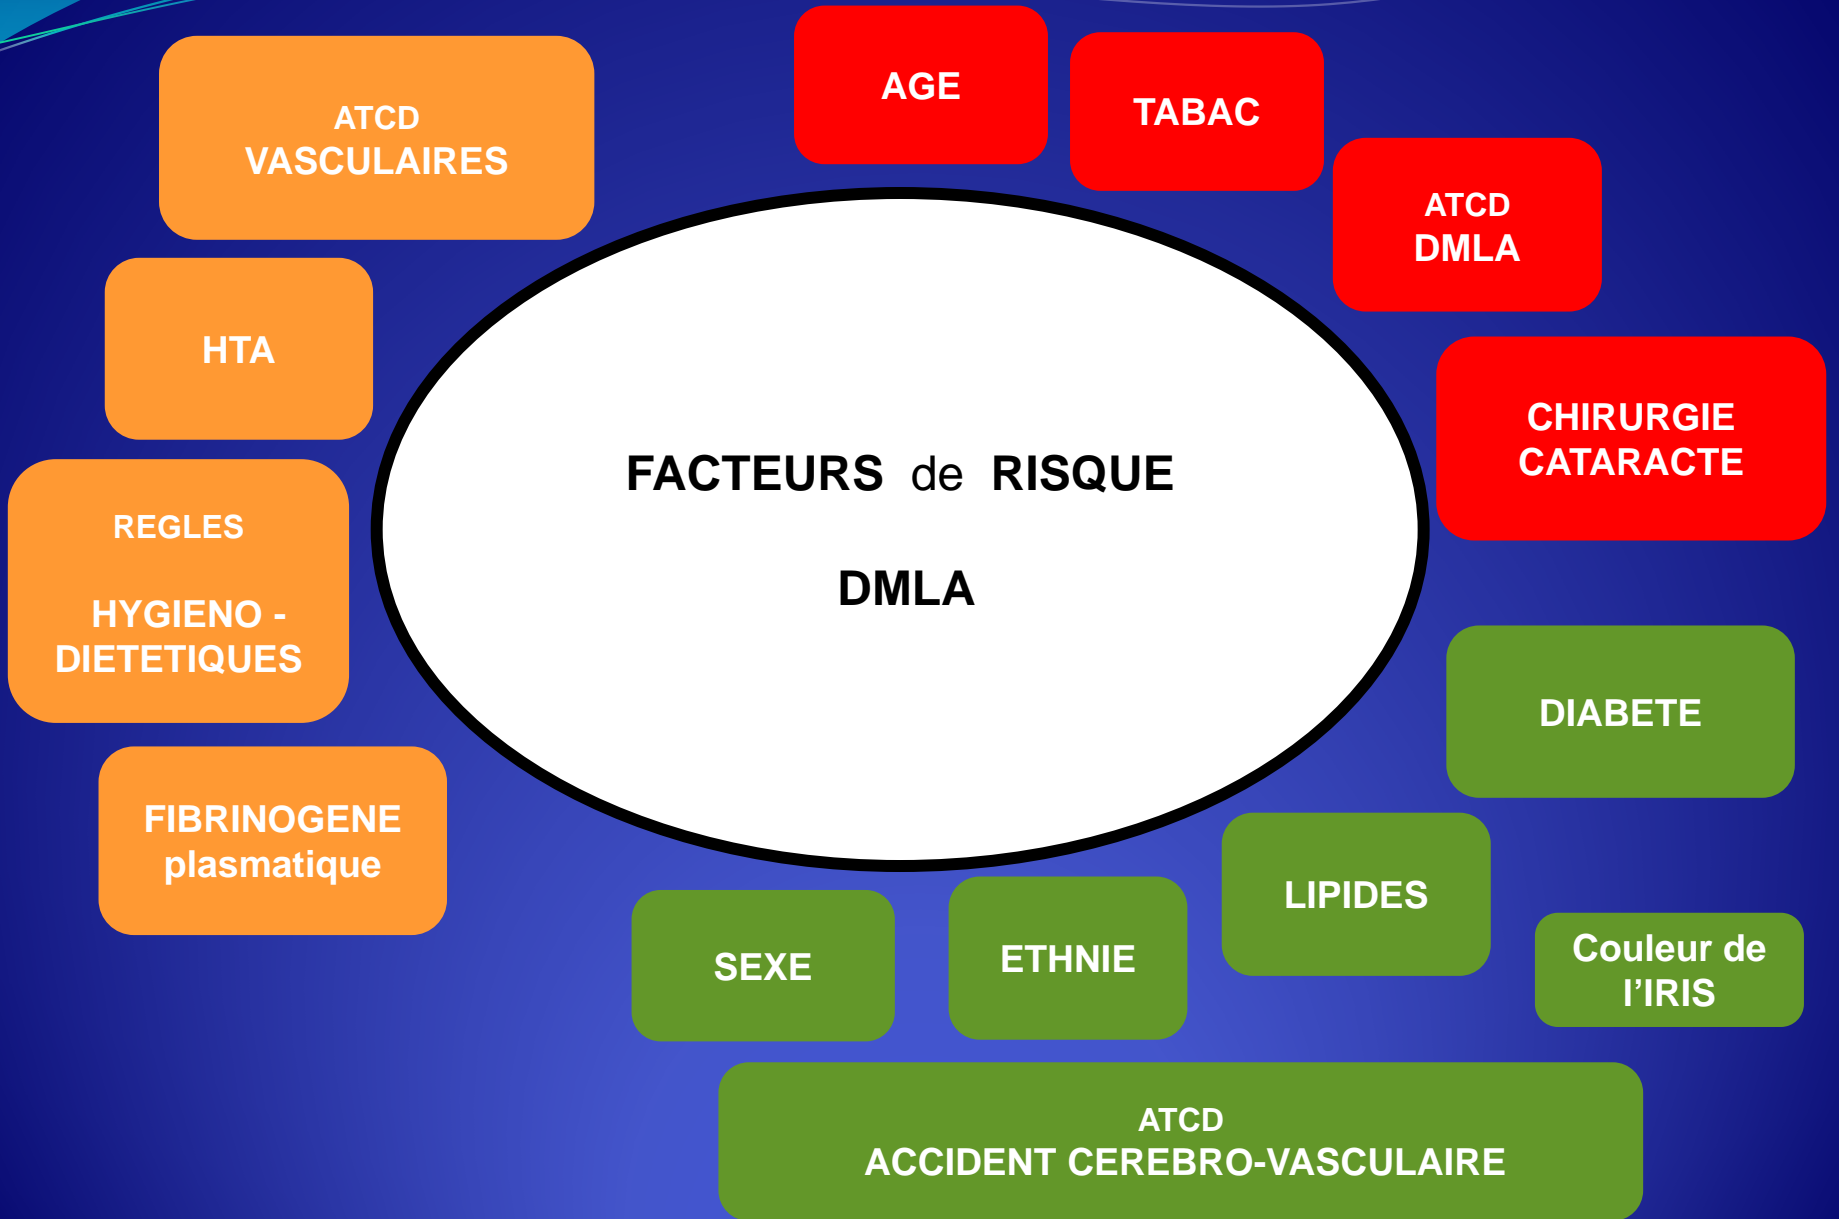 AGE
TABAC
ATCD
DMLA
CHIRURGIE
CATARACTE
DIABETE
LIPIDES
Couleur de
l’IRIS
ETHNIE
SEXE
ATCD
ACCIDENT CEREBRO-VASCULAIRE
FIBRINOGENE
plasmatique
REGLES
HYGIENO -
DIETETIQUES
HTA
ATCD
VASCULAIRES
FACTEURS de RISQUE
DMLA